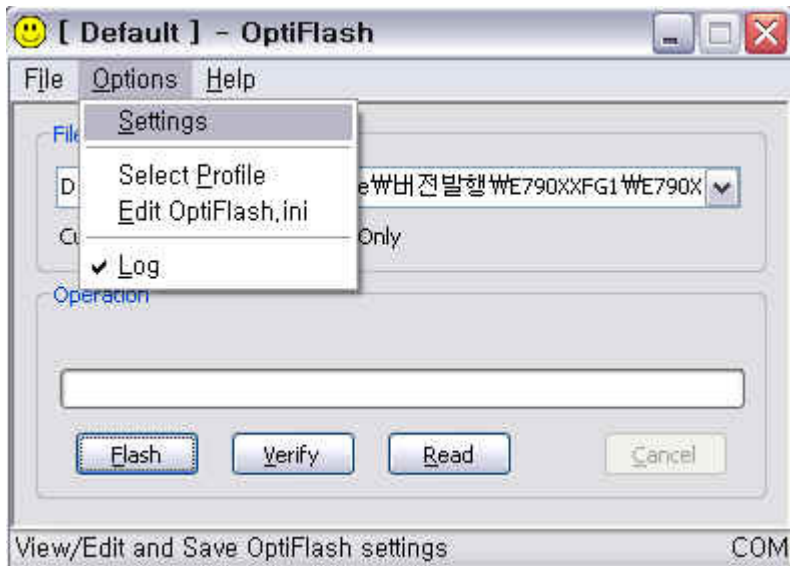 [ Default ] - OptiFlash
File Options Help
Settings
Select Profile
Edit OptiFlash.ini
Log
File
D
e₩버전발행₩E790XXFG1₩E790X
Cu
Only
Operation
Flash Verify Read Cancel
View/Edit and Save OptiFlash settings COM